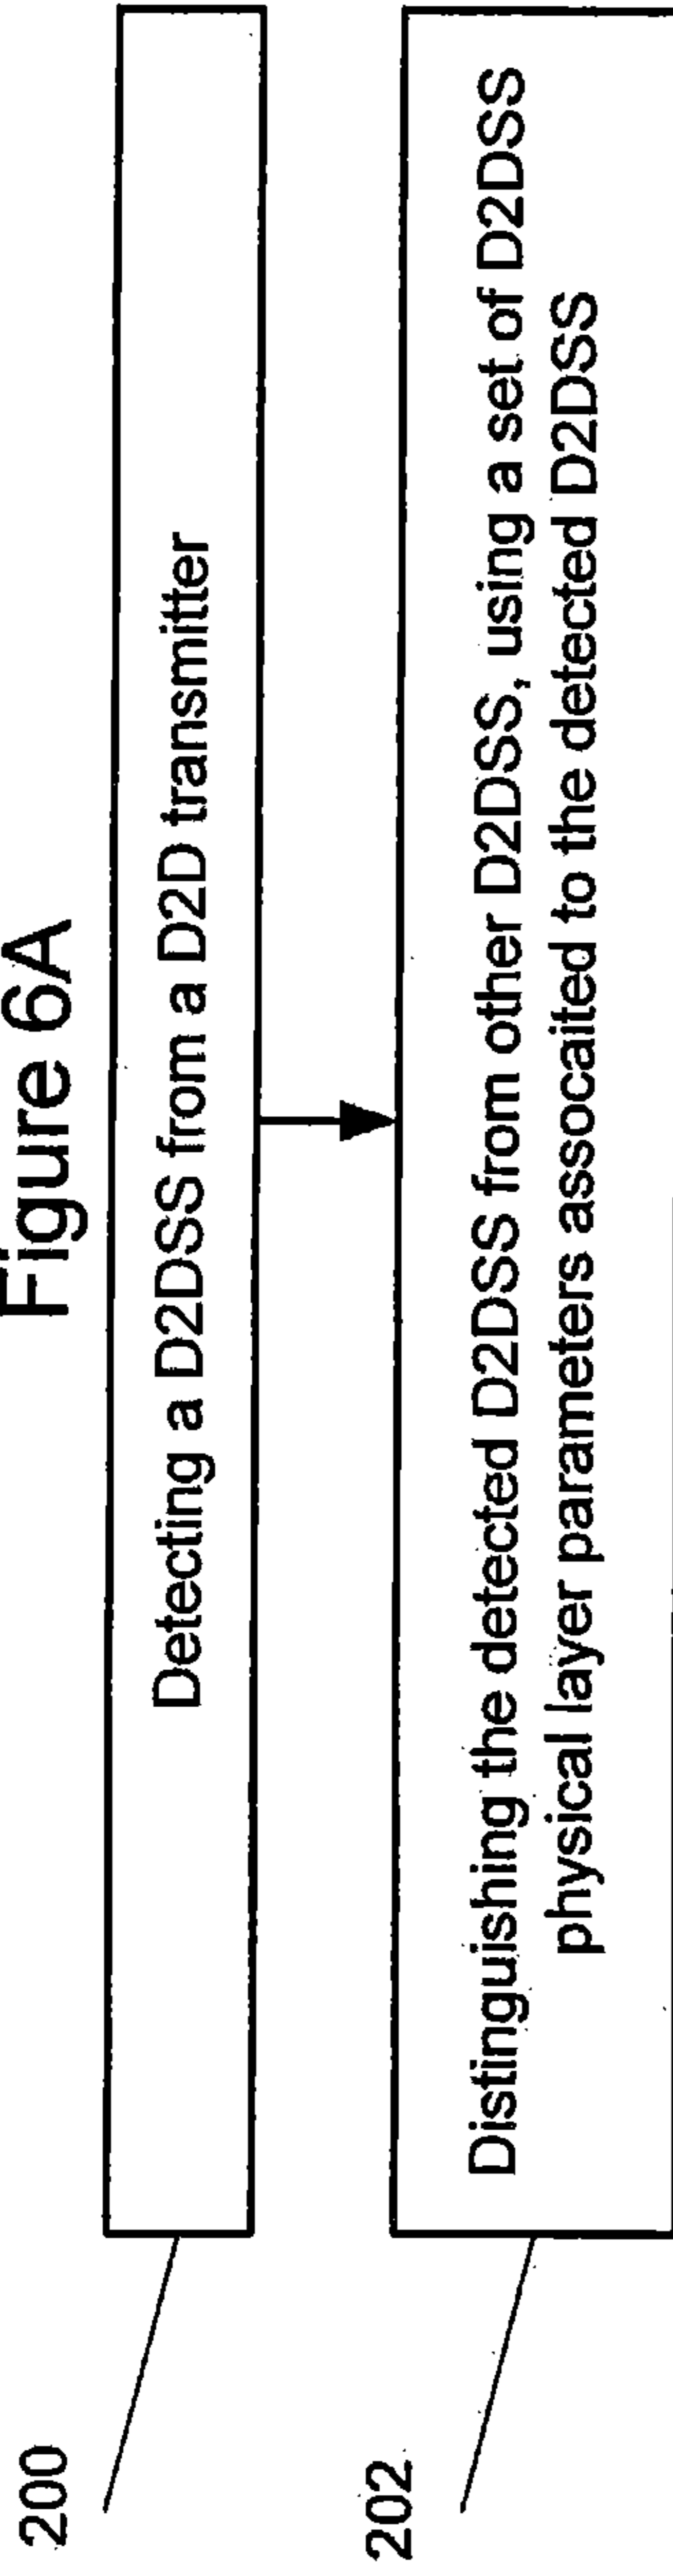 Figure 6A
200
Detecting a D2DSS from a D2D transmitter
202
Distinguishing the detected D2DSS from other D2DSS, using a set of D2DSS
physical layer parameters assocaited to the detected D2DSS